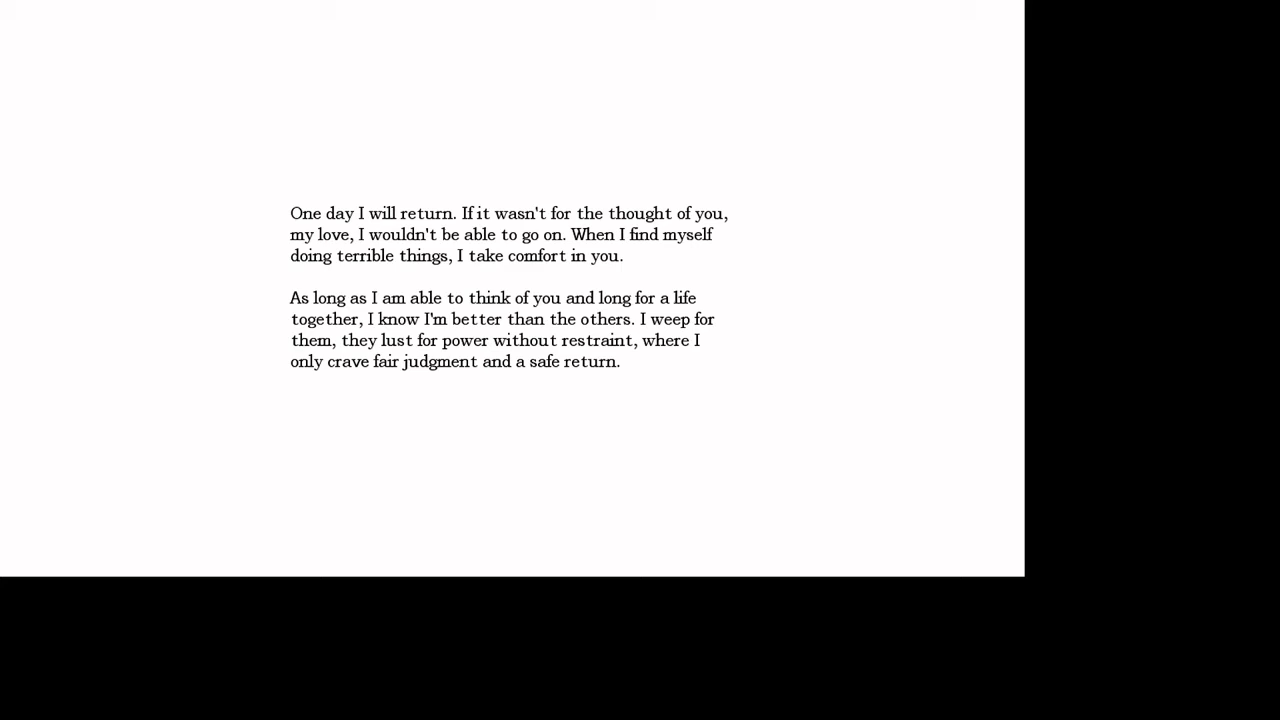 One day I will return. If it wasn't for the thought of you,
my love, I wouldn't be able to go on. When I find myself
doing terrible things, I take comfort in you.
As long as I am able to think of you and long for a life
together, I know I'm better than the others. I weep for
them, they lust for power without restraint, where I
only crave fair judgment and a safe return.